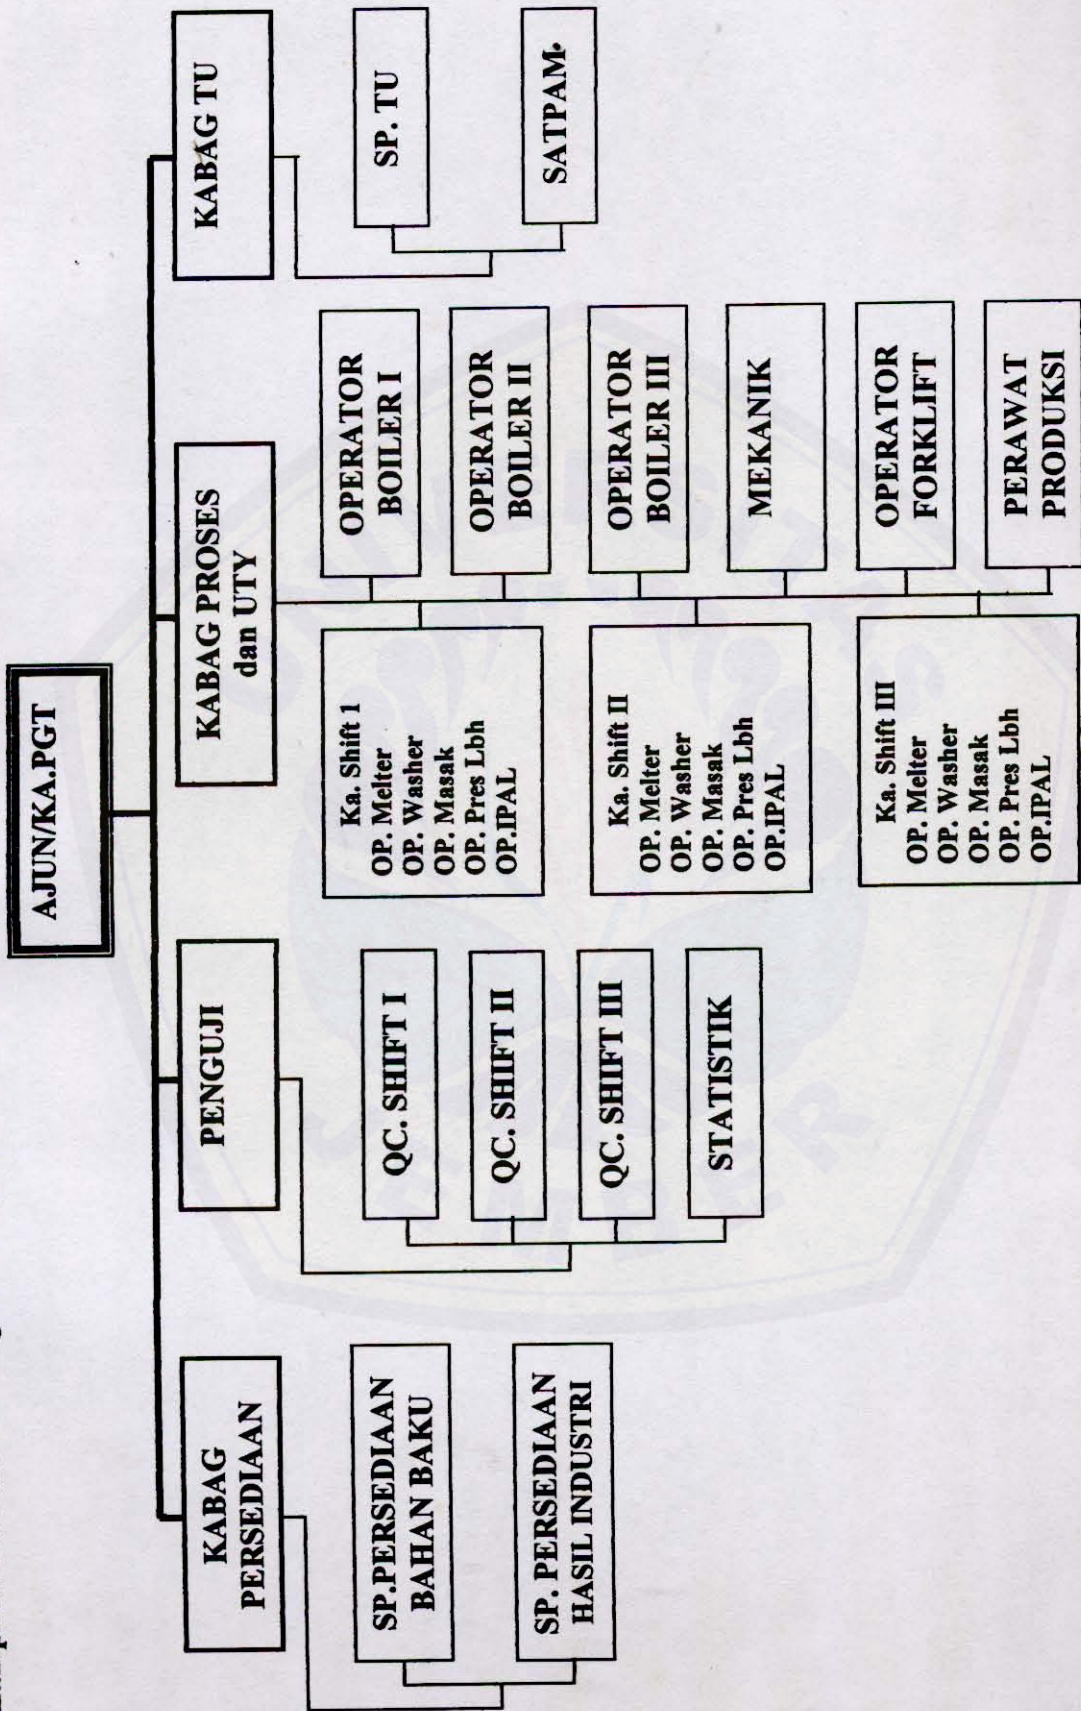 AJUN/KA.PGT
KABAG
PERSEDIAAN
SP.PERSEDIAAN
BAHAN BAKU
SP. PERSEDIAAN
HASIL INDUSTRI
PENGUJI
QC. SHIFT I
QC. SHIFT II
QC. SHIFT III
STATISTIK
KABAG PROSES
dan UTY
Ka. Shift 1
OP. Melter
OP. Washer
OP. Masak
OP. Pres Lbh
OP.IPAL
Ka. Shift II
OP. Melter
OP. Washer
OP. Masak
OP. Pres Lbh
OP.IPAL
Ka. Shift III
OP. Melter
OP. Washer
OP. Masak
OP. Pres Lbh
OP.IPAL
OPERATOR
BOILER I
OPERATOR
BOILER II
OPERATOR
BOILER III
MEKANIK
OPERATOR
FORKLIFT
PERAWAT
PRODUKSI
KABAG TU
SP. TU
SATPAM
UNIVERSITAS
JEMBER